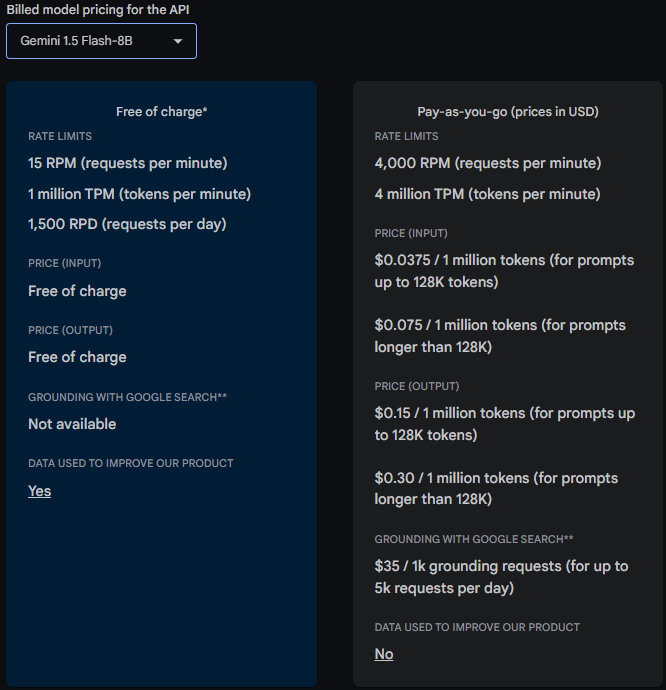 Billed model pricing for the API
Gemini 1.5 Flash-8B
Free of charge*
RATE LIMITS
15 RPM (requests per minute)
1 million TPM (tokens per minute)
1,500 RPD (requests per day)
PRICE (INPUT)
Free of charge
PRICE (OUTPUT)
Free of charge
GROUNDING WITH GOOGLE SEARCH**
Not available
DATA USED TO IMPROVE OUR PRODUCT
Yes
Pay-as-you-go (prices in USD)
RATE LIMITS
4,000 RPM (requests per minute)
4 million TPM (tokens per minute)
PRICE (INPUT)
$0.0375 / 1 million tokens (for prompts
up to 128K tokens)
$0.075 / 1 million tokens (for prompts
longer than 128K)
PRICE (OUTPUT)
$0.15 / 1 million tokens (for prompts up
to 128K tokens)
$0.30 / 1 million tokens (for prompts
longer than 128K)
GROUNDING WITH GOOGLE SEARCH**
$35 / 1k grounding requests (for up to
5k requests per day)
DATA USED TO IMPROVE OUR PRODUCT
No